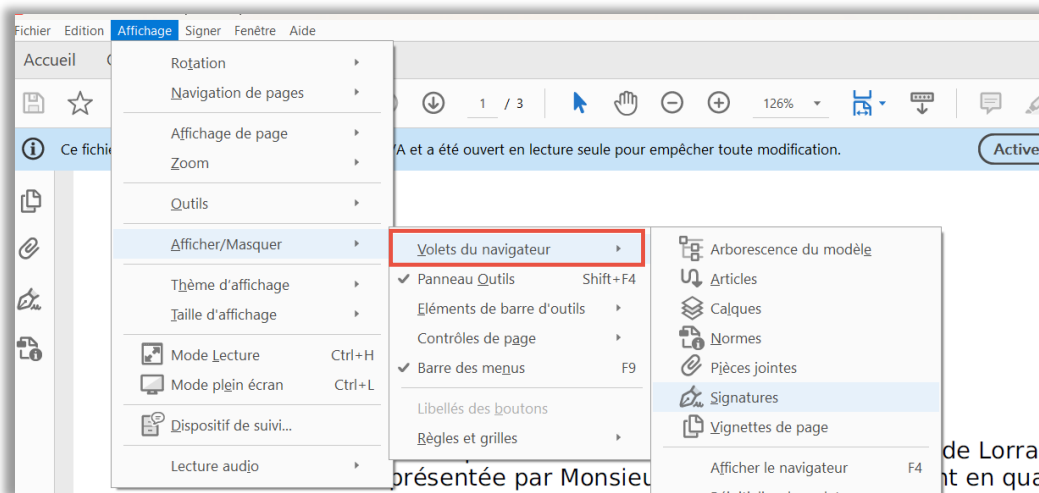 Fichier Edition Affichage Signer Fenêtre Aide
Accueil
Rotation
Navigation de pages
Affichage de page
Zoom
Outils
Afficher/Masquer
Thème d'affichage
Taille d'affichage
Mode Lecture Ctrl+H
Mode plein écran Ctrl+L
Dispositif de suivi...
Lecture audio
1 / 3 126%
Ce fichie /A et a été ouvert en lecture seule pour empêcher toute modification. Active
Volets du navigateur
Panneau Outils Shift+F4
Eléments de barre d'outils
Contrôles de page
Barre des menus F9
Libellés des boutons
Règles et grilles
Arborescence du modèle
Articles
Calques
Normes
Pièces jointes
Signatures
Vignettes de page
Afficher le navigateur F4
de Lorra
présentée par Monsieu nt en qua